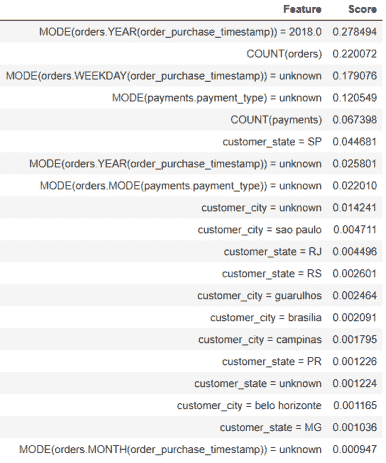 Feature Score
MODE(orders.YEAR(order_purchase_timestamp)) = 2018.0 0.278494
COUNT(orders) 0.220072
MODE(orders.WEEKDAY(order_purchase_timestamp)) = unknown 0.179076
MODE(payments.payment_type) = unknown 0.120549
COUNT(payments) 0.067398
customer_state = SP 0.044681
MODE(orders.YEAR(order_purchase_timestamp)) = unknown 0.025801
MODE(orders.MODE(payments.payment_type)) = unknown 0.022010
customer_city = unknown 0.014241
customer_city = sao paulo 0.004711
customer_state = RJ 0.004496
customer_state = RS 0.002601
customer_city = guarulhos 0.002464
customer_city = brasilia 0.002091
customer_city = campinas 0.001795
customer_state = PR 0.001226
customer_state = unknown 0.001224
customer_city = belo horizonte 0.001165
customer_state = MG 0.001036
MODE(orders.MONTH(order_purchase_timestamp)) = unknown 0.000947